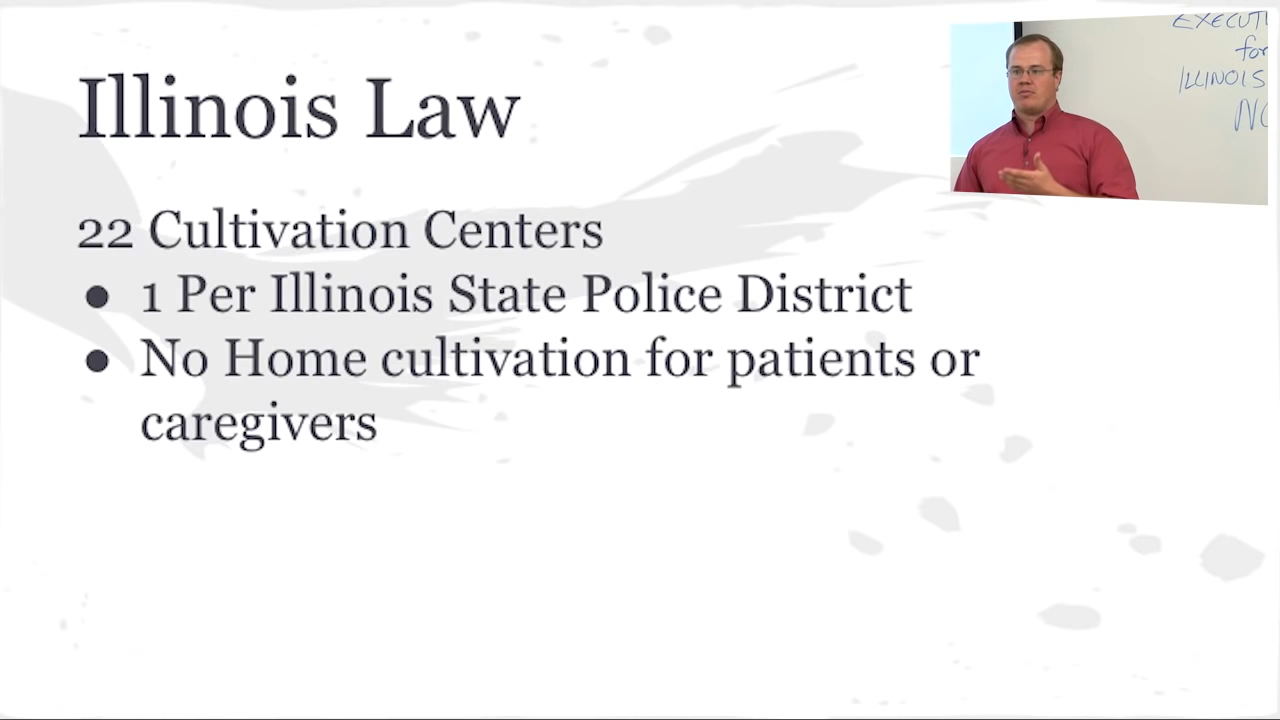 Illinois Law
22 Cultivation Centers
● 1 Per Illinois State Police District
● No Home cultivation for patients or
caregivers
for
ILLINOIS